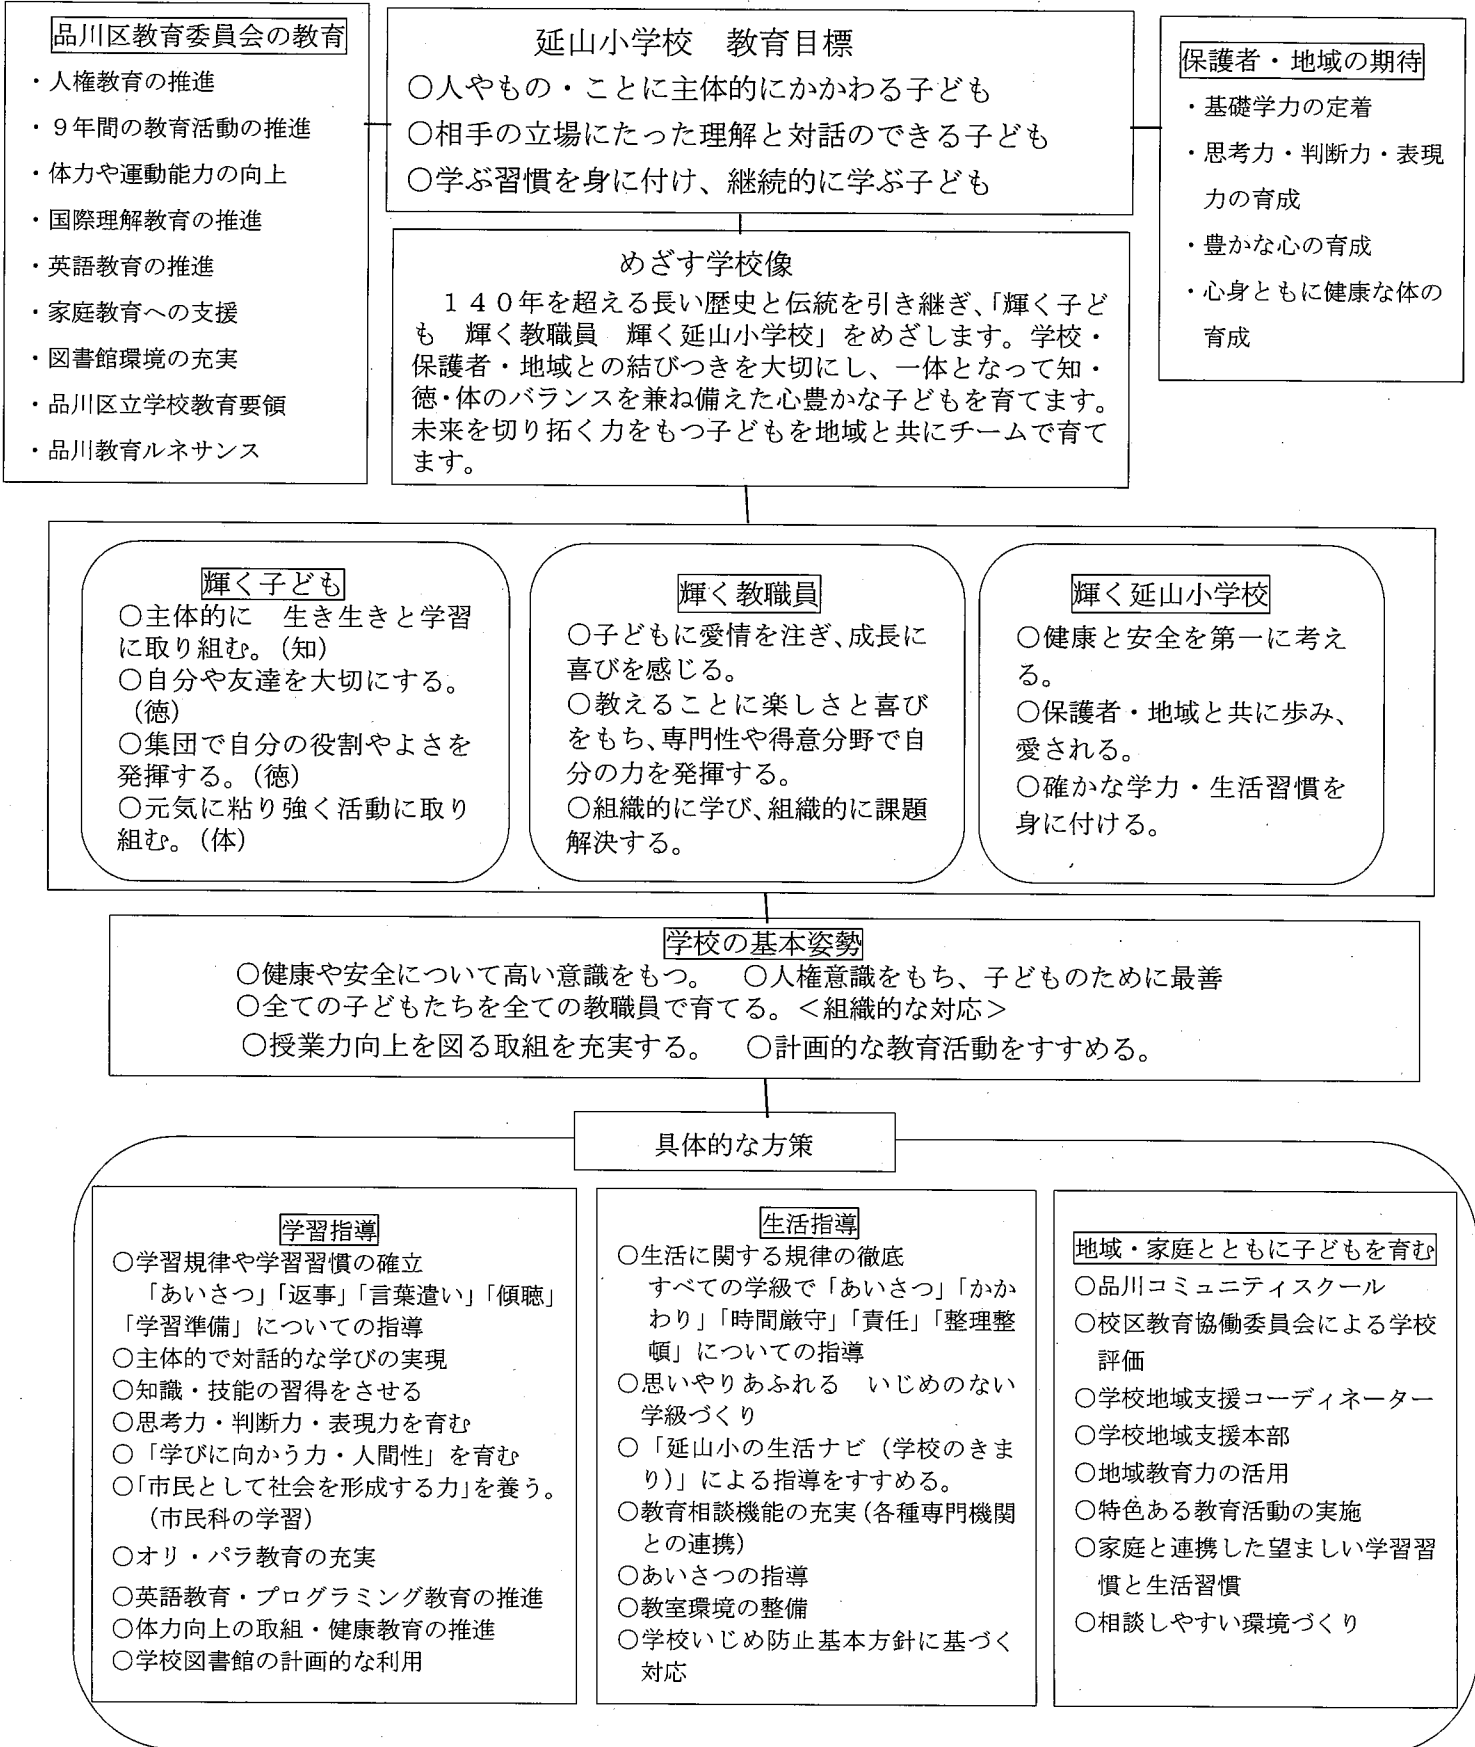 品川区教育委員会の教育
・人権教育の推進
・９年間の教育活動の推進
・体力や運動能力の向上
・国際理解教育の推進
・英語教育の推進
・家庭教育への支援
・図書館環境の充実
・品川区立学校教育要領
・品川教育ルネサンス
延山小学校　教育目標
○人やもの・ことに主体的にかかわる子ども
○相手の立場にたった理解と対話のできる子ども
○学ぶ習慣を身に付け、継続的に学ぶ子ども
保護者・地域の期待
・基礎学力の定着
・思考力・判断力・表現
力の育成
・豊かな心の育成
・心身ともに健康な体の
育成
めざす学校像
１４０年を超える長い歴史と伝統を引き継ぎ、「輝く子ど
も　輝く教職員　輝く延山小学校」をめざします。学校・
保護者・地域との結びつきを大切にし、一体となって知・
徳・体のバランスを兼ね備えた心豊かな子どもを育てます。
未来を切り拓く力をもつ子どもを地域と共にチームで育て
ます。
輝く子ども
○主体的に　生き生きと学習
に取り組む。（知）
○自分や友達を大切にする。
（徳）
○集団で自分の役割やよさを
発揮する。（徳）
○元気に粘り強く活動に取り
組む。（体）
輝く教職員
○子どもに愛情を注ぎ、成長に
喜びを感じる。
○教えることに楽しさと喜び
をもち、専門性や得意分野で自
分の力を発揮する。
○組織的に学び、組織的に課題
解決する。
輝く延山小学校
○健康と安全を第一に考え
る。
○保護者・地域と共に歩み、
愛される。
○確かな学力・生活習慣を
身に付ける。
学校の基本姿勢
○健康や安全について高い意識をもつ。　○人権意識をもち、子どものために最善
○全ての子どもたちを全ての教職員で育てる。＜組織的な対応＞
○授業力向上を図る取組を充実する。　○計画的な教育活動をすすめる。
具体的な方策
学習指導
○学習規律や学習習慣の確立
「あいさつ」「返事」「言葉遣い」「傾聴」
「学習準備」についての指導
○主体的で対話的な学びの実現
○知識・技能の習得をさせる
○思考力・判断力・表現力を育む
○「学びに向かう力・人間性」を育む
○「市民として社会を形成する力」を養う。
（市民科の学習）
○オリ・パラ教育の充実
○英語教育・プログラミング教育の推進
○体力向上の取組・健康教育の推進
○学校図書館の計画的な利用
生活指導
○生活に関する規律の徹底
すべての学級で「あいさつ」「かか
わり」「時間厳守」「責任」「整理整
頓」についての指導
○思いやりあふれる　いじめのない
学級づくり
○「延山小の生活ナビ（学校のきま
り）」による指導をすすめる。
○教育相談機能の充実（各種専門機関
との連携）
○あいさつの指導
○教室環境の整備
○学校いじめ防止基本方針に基づく
対応
地域・家庭とともに子どもを育む
○品川コミュニティスクール
○校区教育協働委員会による学校
評価
○学校地域支援コーディネーター
○学校地域支援本部
○地域教育力の活用
○特色ある教育活動の実施
○家庭と連携した望ましい学習習
慣と生活習慣
○相談しやすい環境づくり